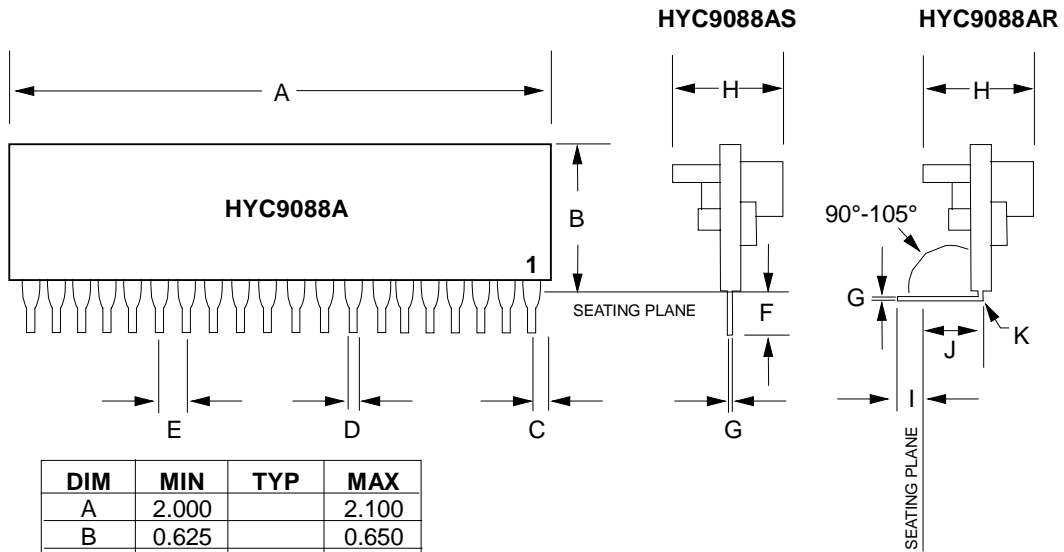 HYC9088AS HYC9088AR
A
H
H
HYC9088A
B
90°-105°
1
SEATING PLANE
F
G
J
K
I
E
D
C
G
SEATING PLANE
DIM MIN TYP MAX
A 2.000 2.100
B 0.625 0.650